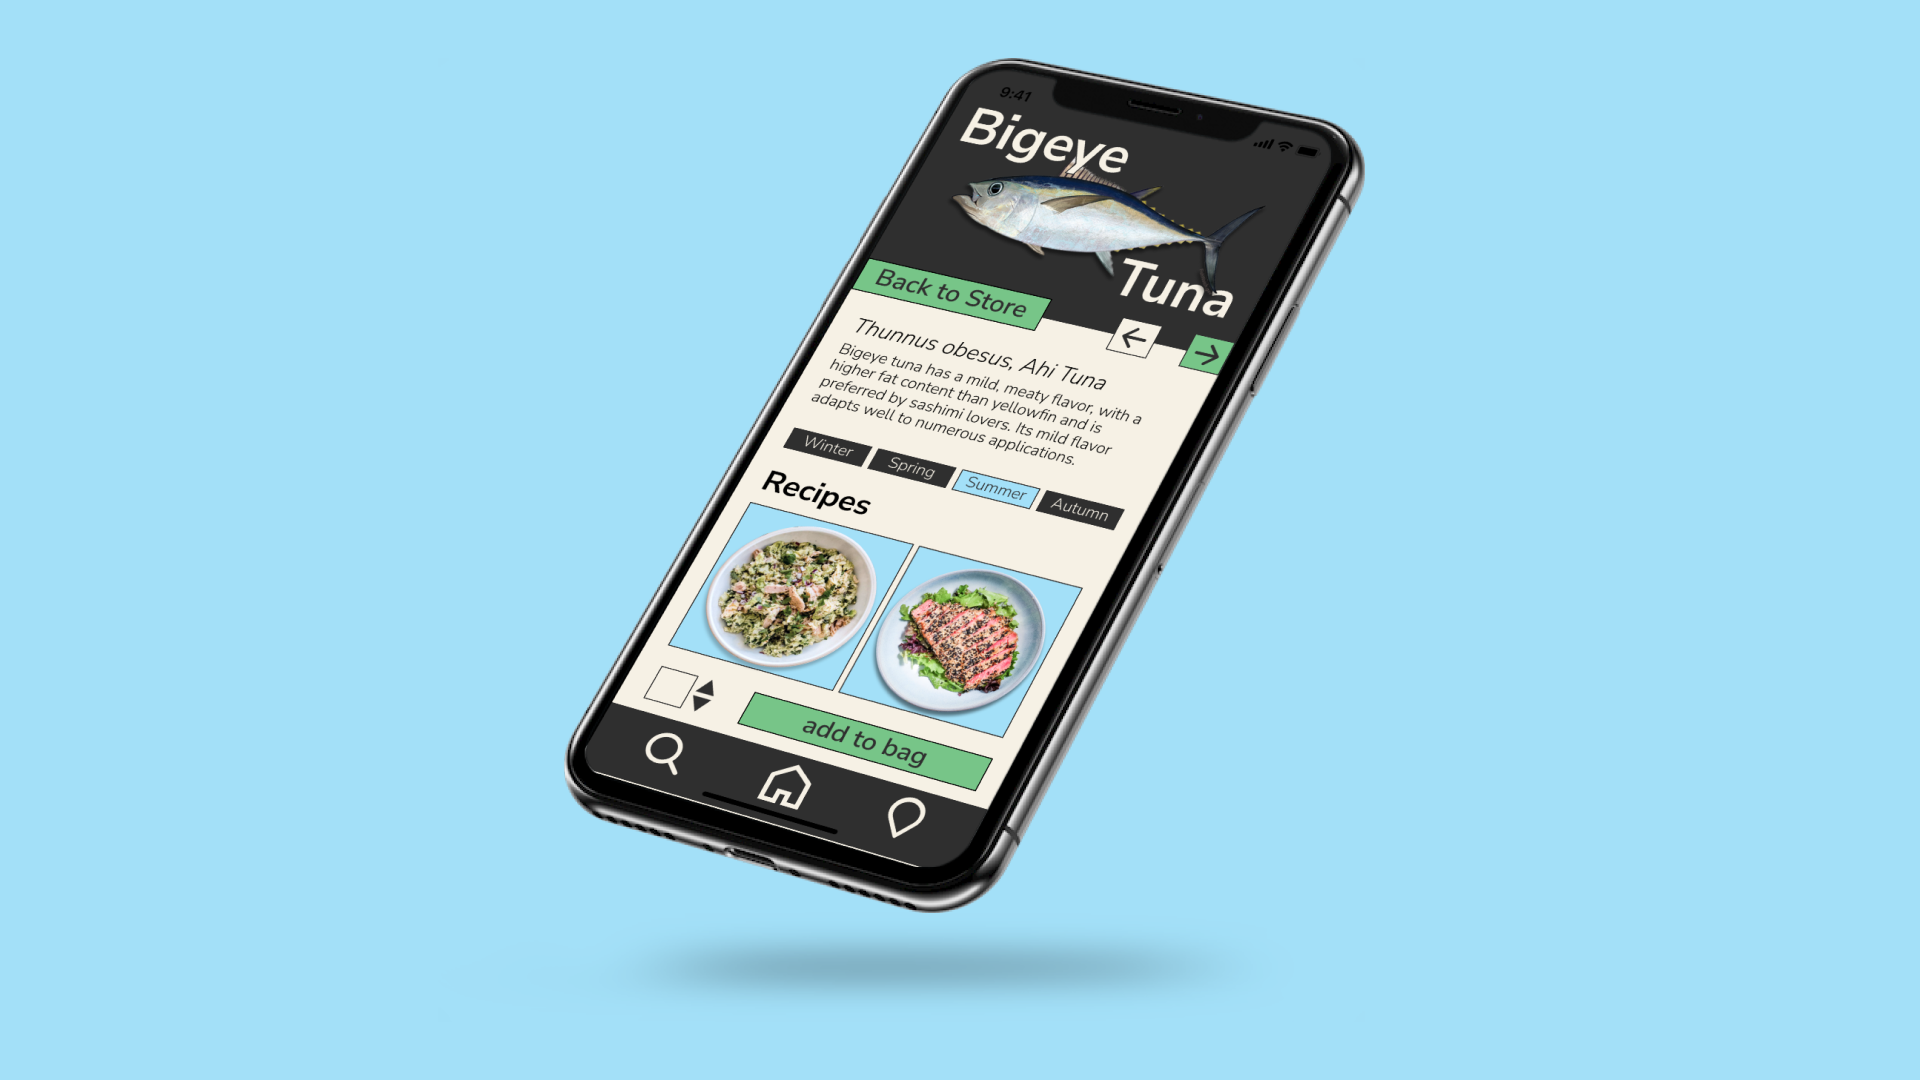 9:41
Bigeye
Tuna
Back to Store
Thunnus obesus, Ahi Tuna
Bigeye tuna has a mild, meaty flavor, with a
higher fat content than yellowfin and is
preferred by sashimi lovers. Its mild flavor
adapts well to numerous applications.
Winter
Spring
Summer
Autumn
Recipes
add to bag